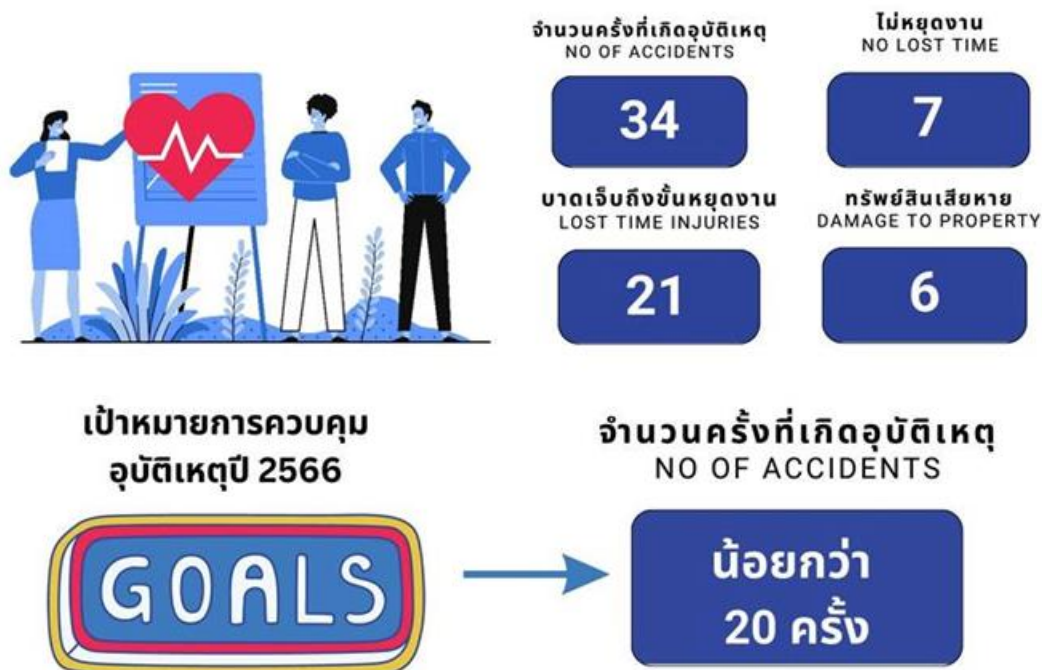 จำนวนครั้งที่เกิดอุบัติเหตุ
NO OF ACCIDENTS
34
ไม่หยุดงาน
NO LOST TIME
7
บาดเจ็บถึงขั้นหยุดงาน
LOST TIME INJURIES
21
ทรัพย์สินเสียหาย
DAMAGE TO PROPERTY
6
เป้าหมายการควบคุม
อุบัติเหตุปี 2566
GOALS
จำนวนครั้งที่เกิดอุบัติเหตุ
NO OF ACCIDENTS
น้อยกว่า
20 ครั้ง